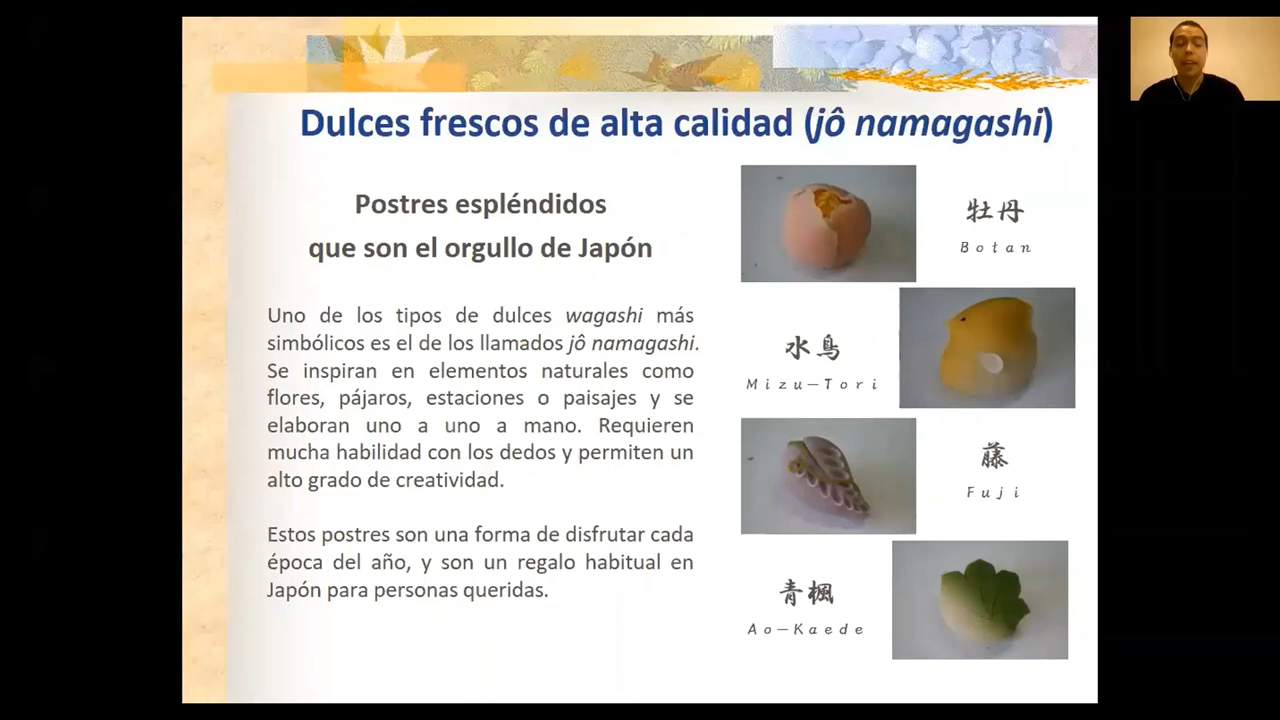 Dulces frescos de alta calidad (jô namagashi)
Postres espléndidos
que son el orgullo de Japón
Uno de los tipos de dulces wagashi más
simbólicos es el de los llamados jô namagashi.
Se inspiran en elementos naturales como
flores, pájaros, estaciones o paisajes y se
elaboran uno a uno a mano. Requieren
mucha habilidad con los dedos y permiten un
alto grado de creatividad.
Estos postres son una forma de disfrutar cada
época del año, y son un regalo habitual en
Japón para personas queridas.
牡丹
Botan
水鳥
Mizu-Tori
藤
Fuji
青楓
Ao-Kaede